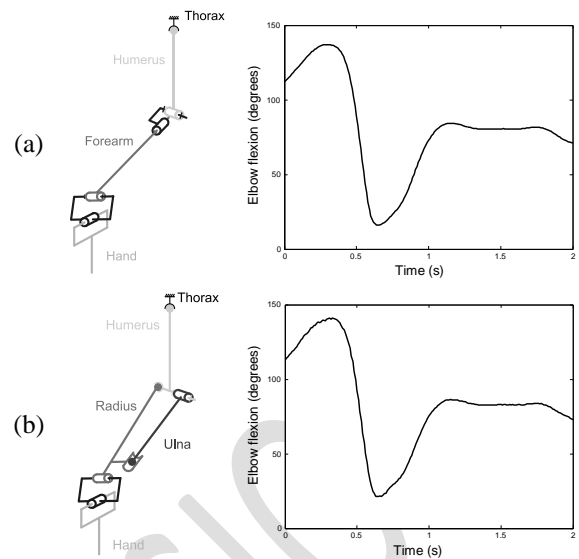 (a)
Thorax
Humerus
Forearm
Hand
Elbow flexion (degrees)
150
100
50
0
0 0.5 1 1.5 2
Time (s)
(b)
Thorax
Humerus
Radius
Ulna
Hand
Elbow flexion (degrees)
150
100
50
0
0 0.5 1 1.5 2
Time (s)